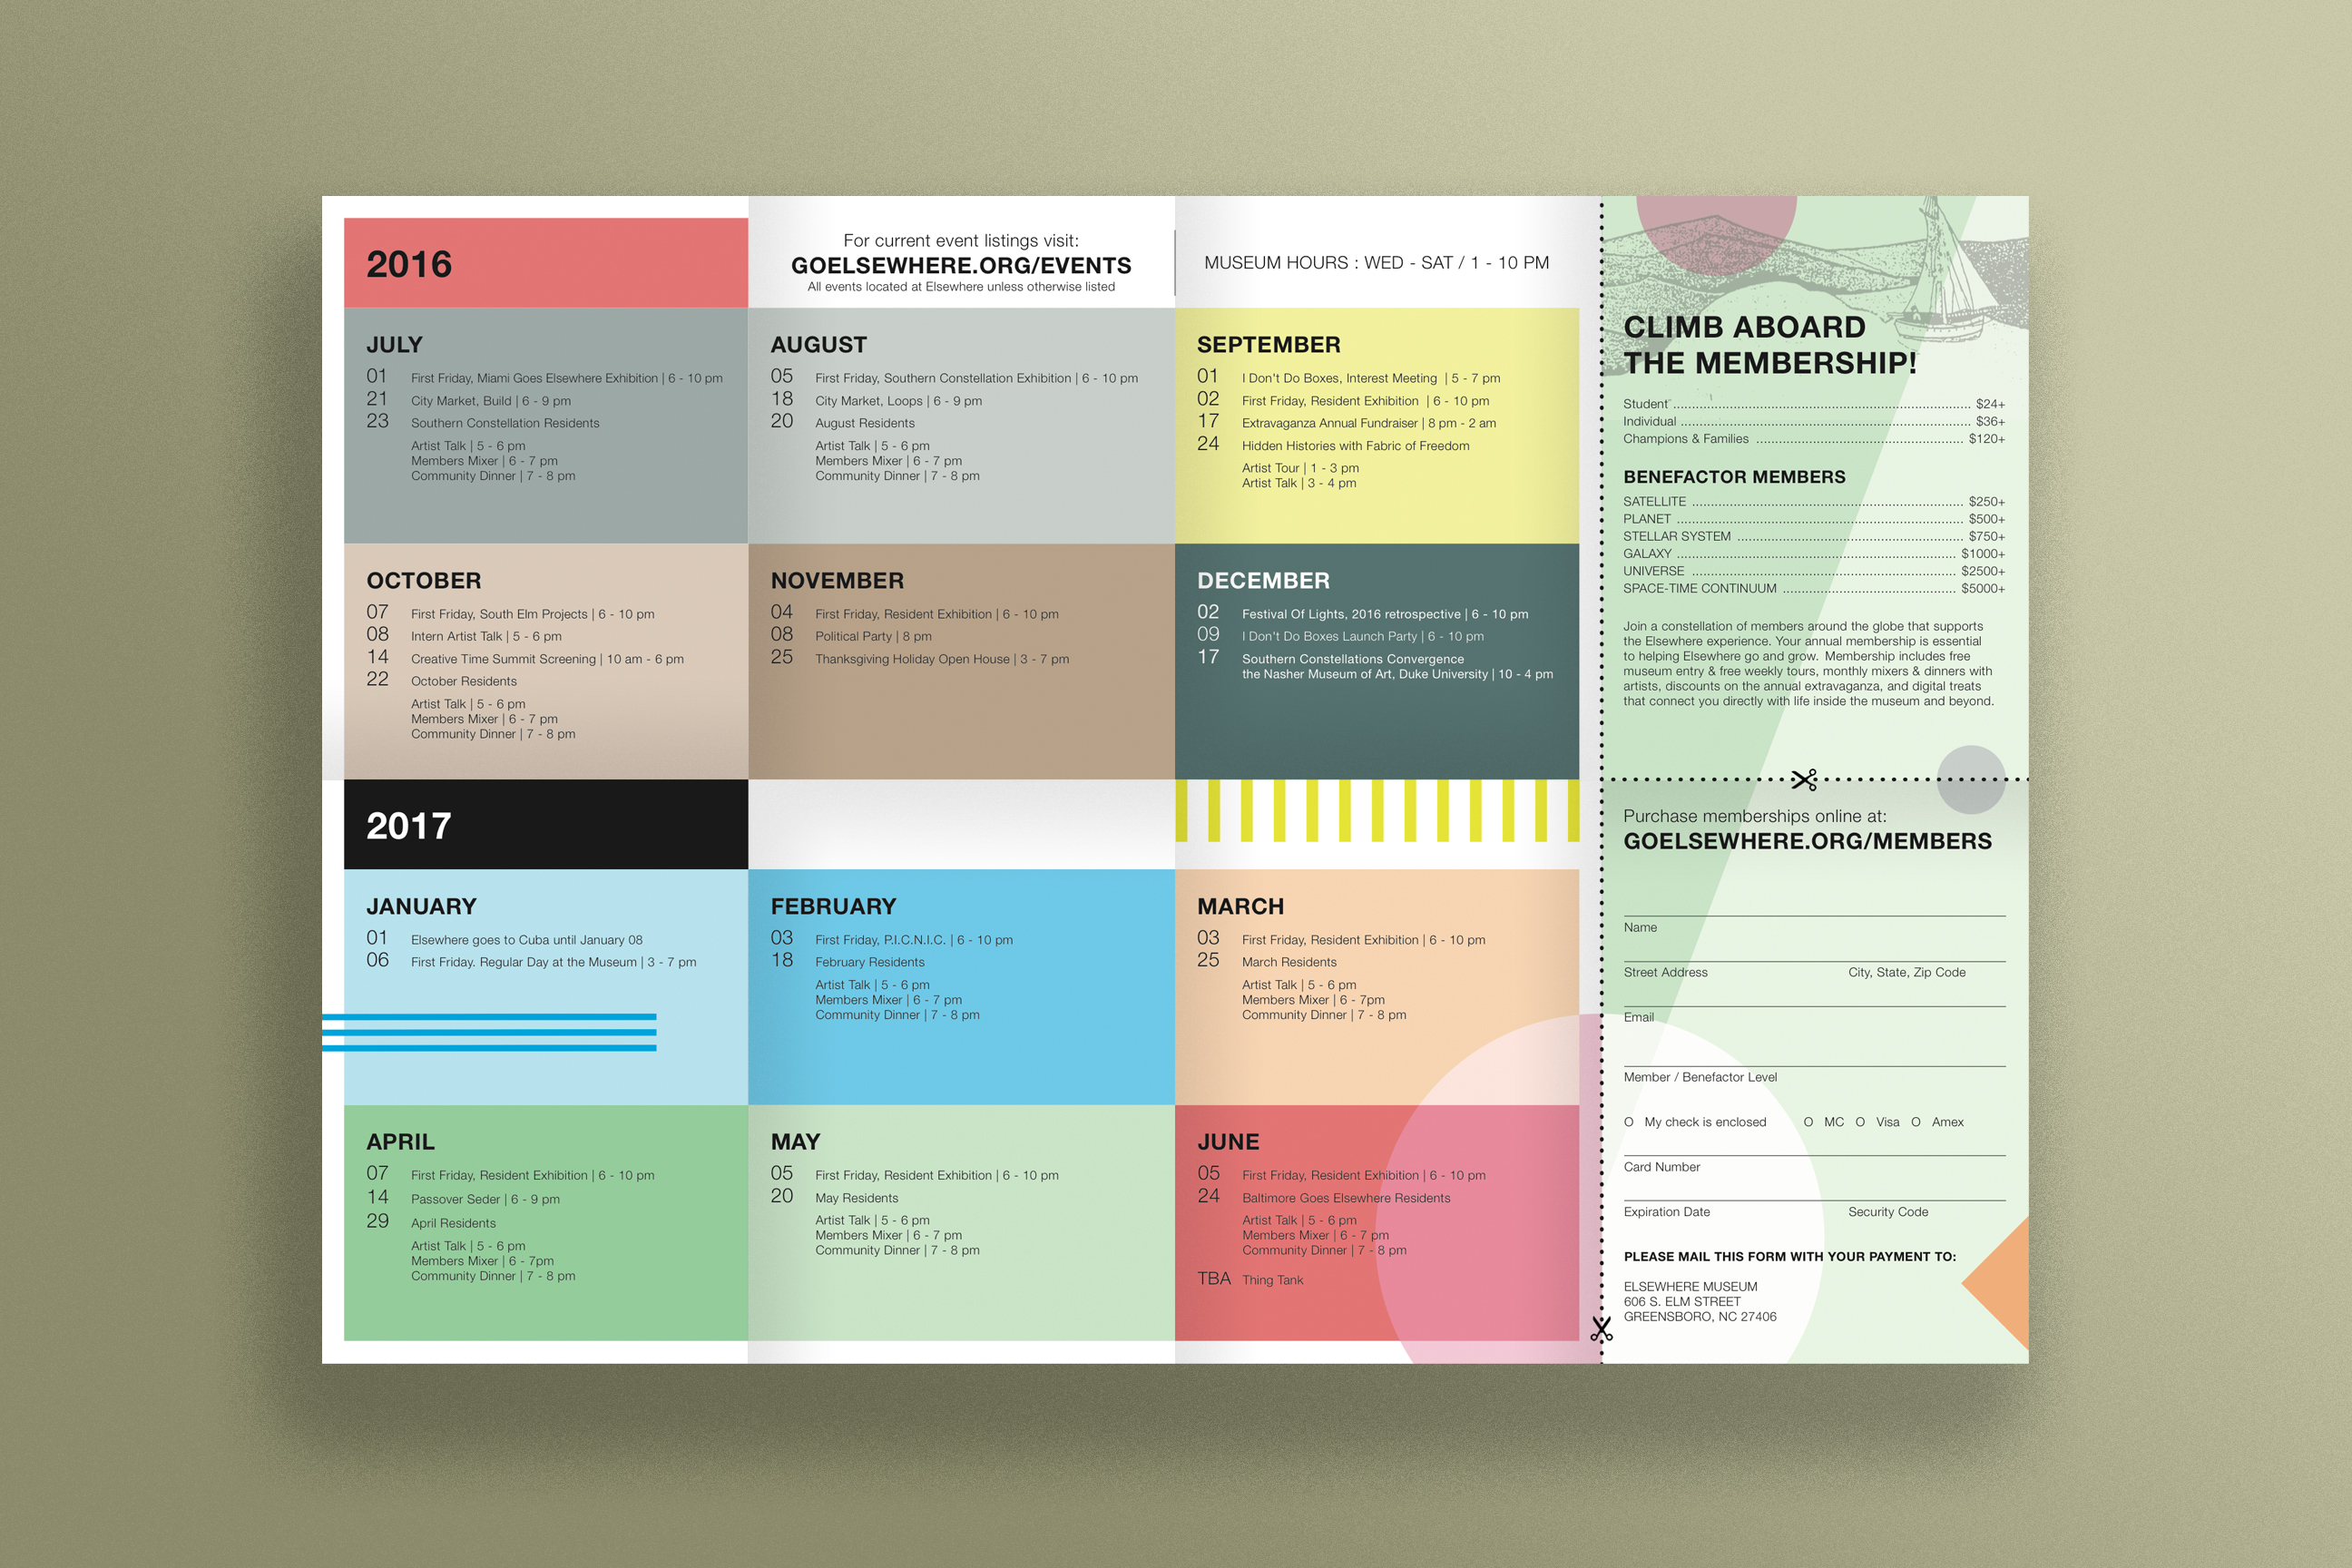 2016
For current event listings visit:
GOELSEWHERE.ORG/EVENTS
All events located at Elsewhere unless otherwise listed
MUSEUM HOURS : WED - SAT / 1 - 10 PM
JULY
01 First Friday, Miami Goes Elsewhere Exhibition | 6 - 10 pm
21 City Market, Build | 6 - 9 pm
23 Southern Constellation Residents
Artist Talk | 5 - 6 pm
Members Mixer | 6 - 7 pm
Community Dinner | 7 - 8 pm
AUGUST
05 First Friday, Southern Constellation Exhibition | 6 - 10 pm
18 City Market, Loops | 6 - 9 pm
20 August Residents
Artist Talk | 5 - 6 pm
Members Mixer | 6 - 7 pm
Community Dinner | 7 - 8 pm
SEPTEMBER
01 I Don't Do Boxes, Interest Meeting | 5 - 7 pm
02 First Friday, Resident Exhibition | 6 - 10 pm
17 Extravaganza Annual Fundraiser | 8 pm - 2 am
24 Hidden Histories with Fabric of Freedom
Artist Tour | 1 - 3 pm
Artist Talk | 3 - 4 pm
OCTOBER
07 First Friday, South Elm Projects | 6 - 10 pm
08 Intern Artist Talk | 5 - 6 pm
14 Creative Time Summit Screening | 10 am - 6 pm
22 October Residents
Artist Talk | 5 - 6 pm
Members Mixer | 6 - 7 pm
Community Dinner | 7 - 8 pm
NOVEMBER
04 First Friday, Resident Exhibition | 6 - 10 pm
08 Political Party | 8 pm
25 Thanksgiving Holiday Open House | 3 - 7 pm
DECEMBER
02 Festival Of Lights, 2016 retrospective | 6 - 10 pm
09 I Don't Do Boxes Launch Party | 6 - 10 pm
17 Southern Constellations Convergence
the Nasher Museum of Art, Duke University | 10 - 4 pm
2017
JANUARY
01 Elsewhere goes to Cuba until January 08
06 First Friday. Regular Day at the Museum | 3 - 7 pm
FEBRUARY
03 First Friday, P.I.C.N.I.C. | 6 - 10 pm
18 February Residents
Artist Talk | 5 - 6 pm
Members Mixer | 6 - 7 pm
Community Dinner | 7 - 8 pm
MARCH
03 First Friday, Resident Exhibition | 6 - 10 pm
25 March Residents
Artist Talk | 5 - 6 pm
Members Mixer | 6 - 7pm
Community Dinner | 7 - 8 pm
APRIL
07 First Friday, Resident Exhibition | 6 - 10 pm
14 Passover Seder | 6 - 9 pm
29 April Residents
Artist Talk | 5 - 6 pm
Members Mixer | 6 - 7pm
Community Dinner | 7 - 8 pm
MAY
05 First Friday, Resident Exhibition | 6 - 10 pm
20 May Residents
Artist Talk | 5 - 6 pm
Members Mixer | 6 - 7 pm
Community Dinner | 7 - 8 pm
JUNE
05 First Friday, Resident Exhibition | 6 - 10 pm
24 Baltimore Goes Elsewhere Residents
Artist Talk | 5 - 6 pm
Members Mixer | 6 - 7 pm
Community Dinner | 7 - 8 pm
TBA Thing Tank
CLIMB ABOARD
THE MEMBERSHIP!
Student $24+
Individual $36+
Champions & Families $120+
BENEFACTOR MEMBERS
SATELLITE $250+
PLANET $500+
STELLAR SYSTEM $750+
GALAXY $1000+
UNIVERSE $2500+
SPACE-TIME CONTINUUM $5000+
Join a constellation of members around the globe that supports
the Elsewhere experience. Your annual membership is essential
to helping Elsewhere go and grow. Membership includes free
museum entry & free weekly tours, monthly mixers & dinners with
artists, discounts on the annual extravaganza, and digital treats
that connect you directly with life inside the museum and beyond.
Purchase memberships online at:
GOELSEWHERE.ORG/MEMBERS
Name
Street Address City, State, Zip Code
Email
Member / Benefactor Level
O My check is enclosed O MC O Visa O Amex
Card Number
Expiration Date Security Code
PLEASE MAIL THIS FORM WITH YOUR PAYMENT TO:
ELSEWHERE MUSEUM
606 S. ELM STREET
GREENSBORO, NC 27406